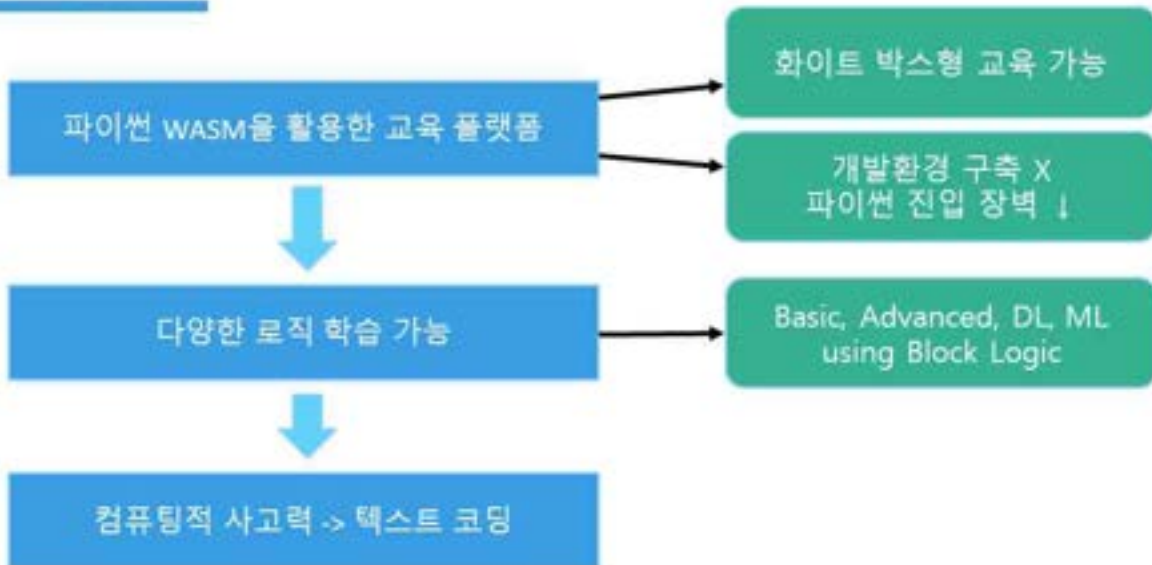 파이썬 WASM을 활용한 교육 플랫폼
화이트 박스형 교육 가능
개발환경 구축 X
파이썬 진입 장벽 ↓
다양한 로직 학습 가능
Basic, Advanced, DL, ML
using Block Logic
컴퓨팅적 사고력 -> 텍스트 코딩